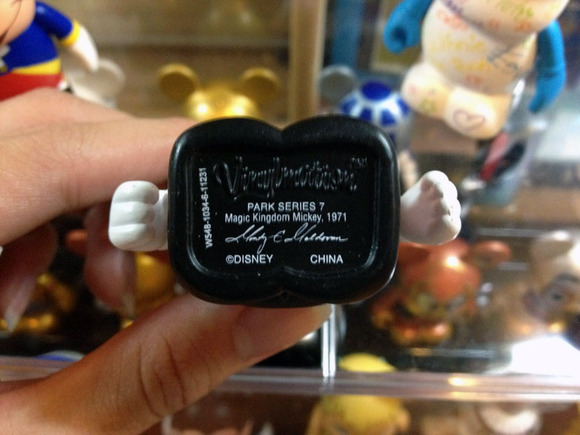 Vinylmation™
PARK SERIES 7
Magic Kingdom Mickey, 1971
©DISNEY CHINA
W548-1034-6-11231